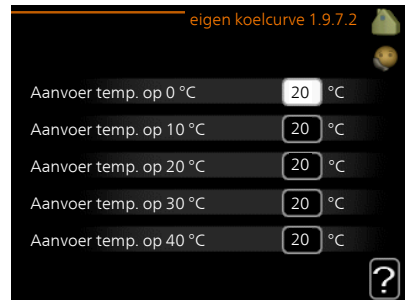 eigen koelcurve 1.9.7.2
Aanvoer temp. op 0 °C 20 °C
Aanvoer temp. op 10 °C 20 °C
Aanvoer temp. op 20 °C 20 °C
Aanvoer temp. op 30 °C 20 °C
Aanvoer temp. op 40 °C 20 °C
?